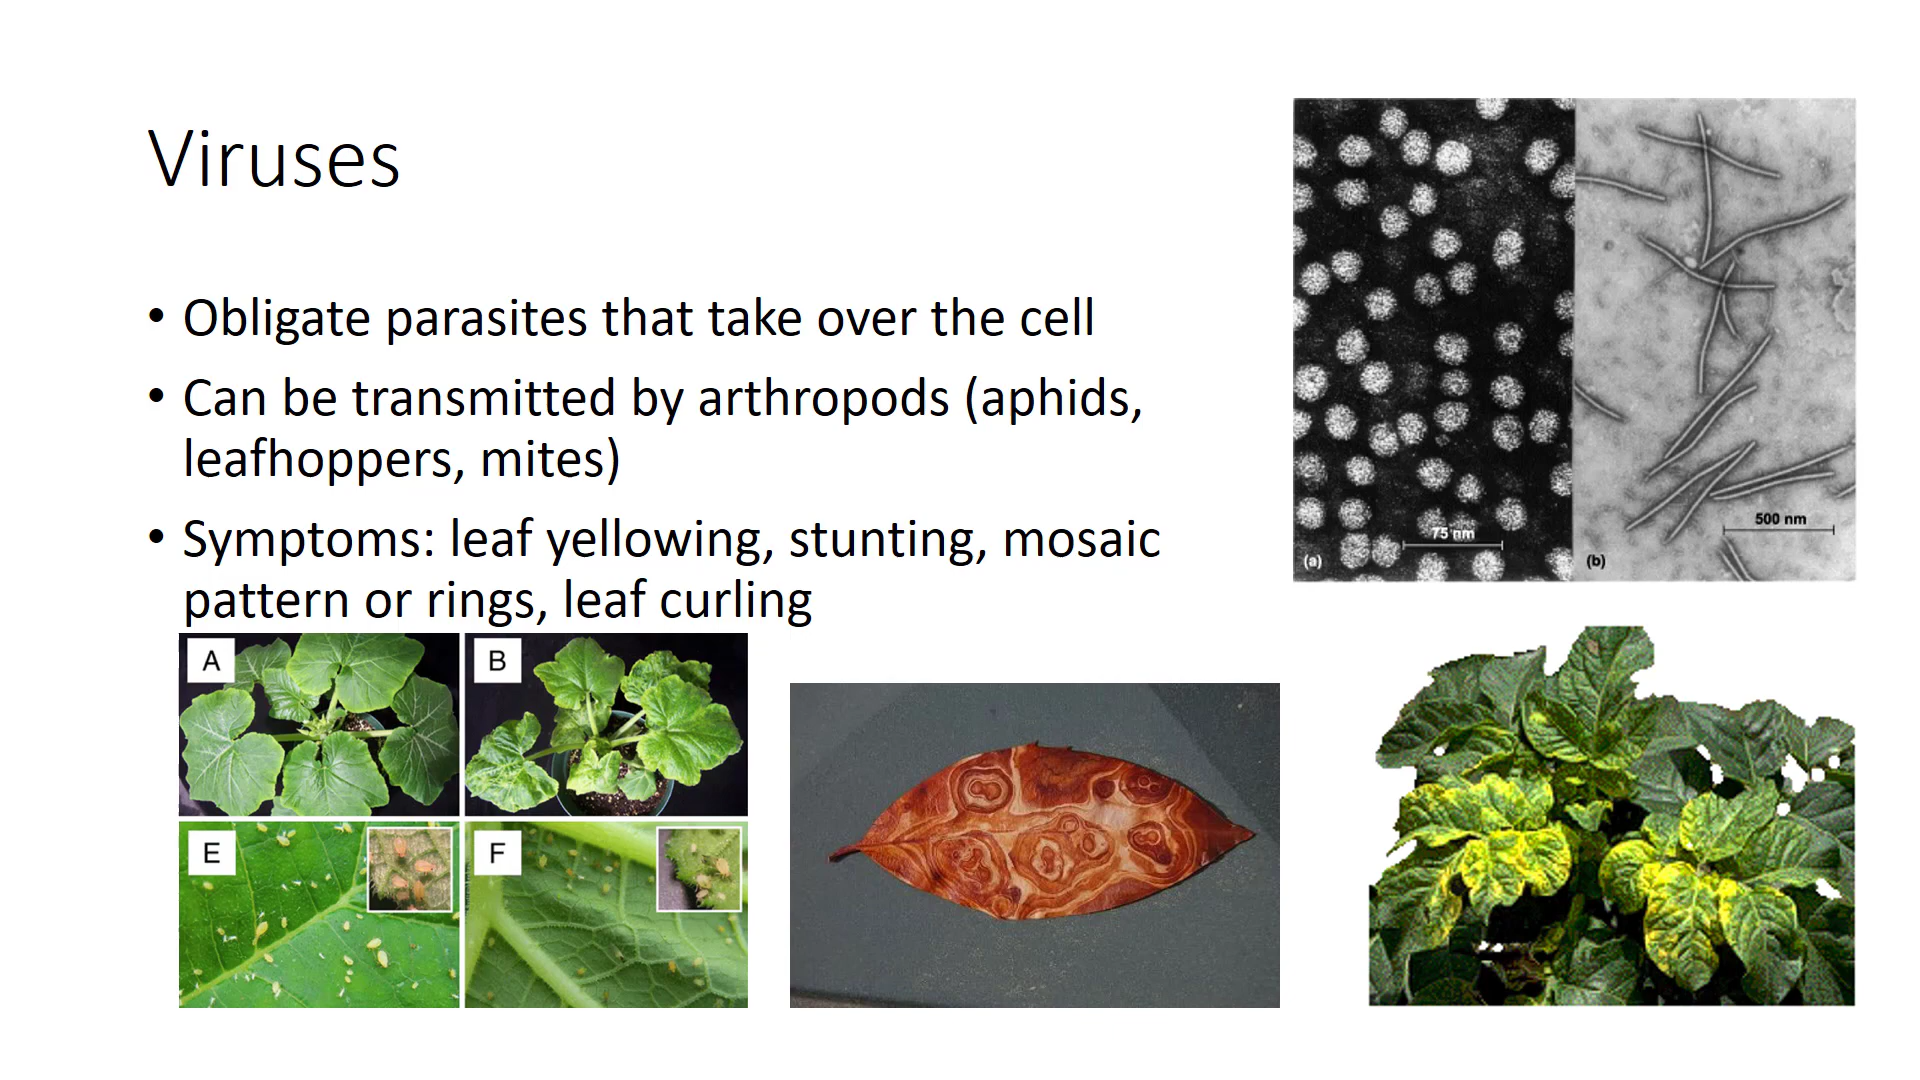 Viruses
• Obligate parasites that take over the cell
• Can be transmitted by arthropods (aphids,
leafhoppers, mites)
• Symptoms: leaf yellowing, stunting, mosaic
pattern or rings, leaf curling
75 nm
(a)
500 nm
(b)
A
B
E
F